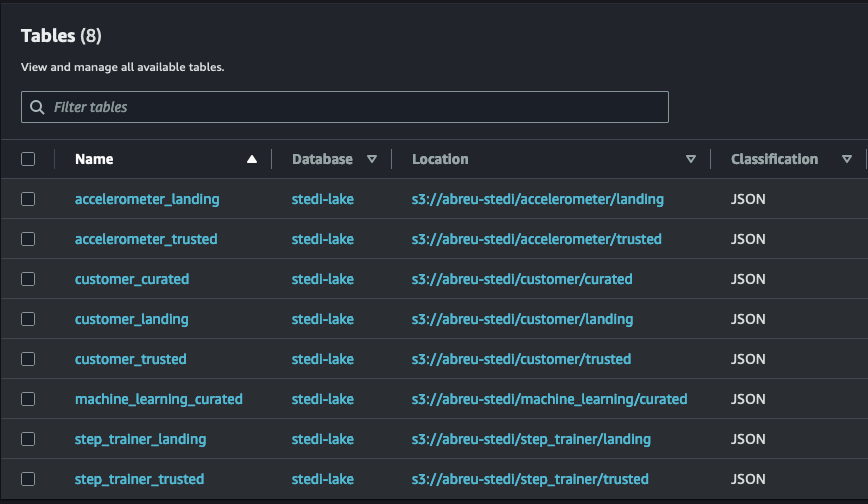 Tables (8)
View and manage all available tables.
Filter tables
Name Database Location Classification
accelerometer_landing stedi-lake s3://abreu-stedi/accelerometer/landing JSON
accelerometer_trusted stedi-lake s3://abreu-stedi/accelerometer/trusted JSON
customer_curated stedi-lake s3://abreu-stedi/customer/curated JSON
customer_landing stedi-lake s3://abreu-stedi/customer/landing JSON
customer_trusted stedi-lake s3://abreu-stedi/customer/trusted JSON
machine_learning_curated stedi-lake s3://abreu-stedi/machine_learning/curated JSON
step_trainer_landing stedi-lake s3://abreu-stedi/step_trainer/landing JSON
step_trainer_trusted stedi-lake s3://abreu-stedi/step_trainer/trusted JSON